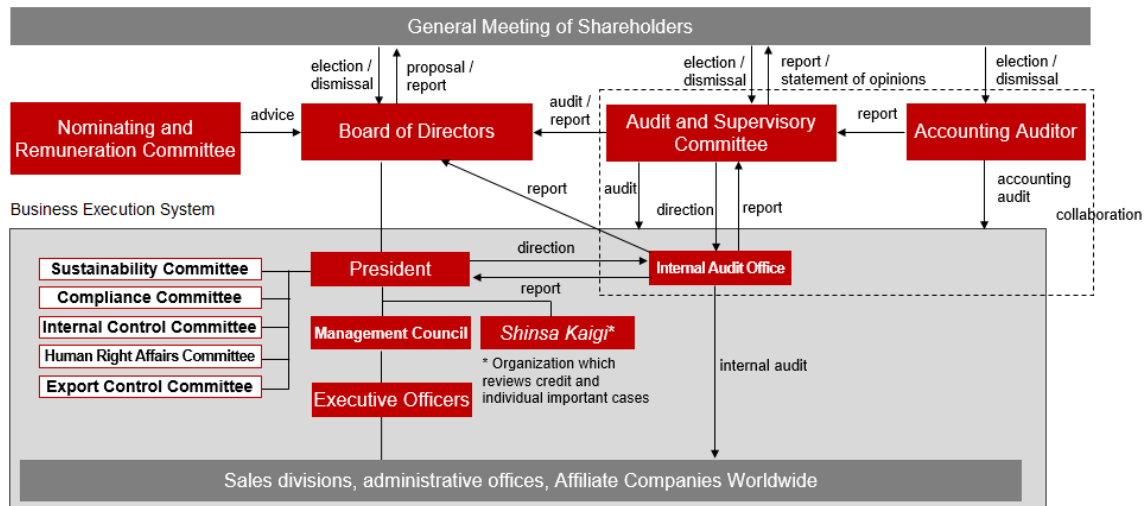 General Meeting of Shareholders
election /
dismissal
proposal /
report
election /
dismissal
report /
statement of opinions
election /
dismissal
Nominating and
Remuneration Committee
advice
Board of Directors
audit /
report
Audit and Supervisory
Committee
report
Accounting Auditor
report
audit
direction
report
accounting
audit
collaboration
Business Execution System
Sustainability Committee
Compliance Committee
Internal Control Committee
Human Right Affairs Committee
Export Control Committee
President
direction
report
Internal Audit Office
Management Council
Shinsa Kaigi*
* Organization which
reviews credit and
individual important cases
Executive Officers
internal audit
Sales divisions, administrative offices, Affiliate Companies Worldwide